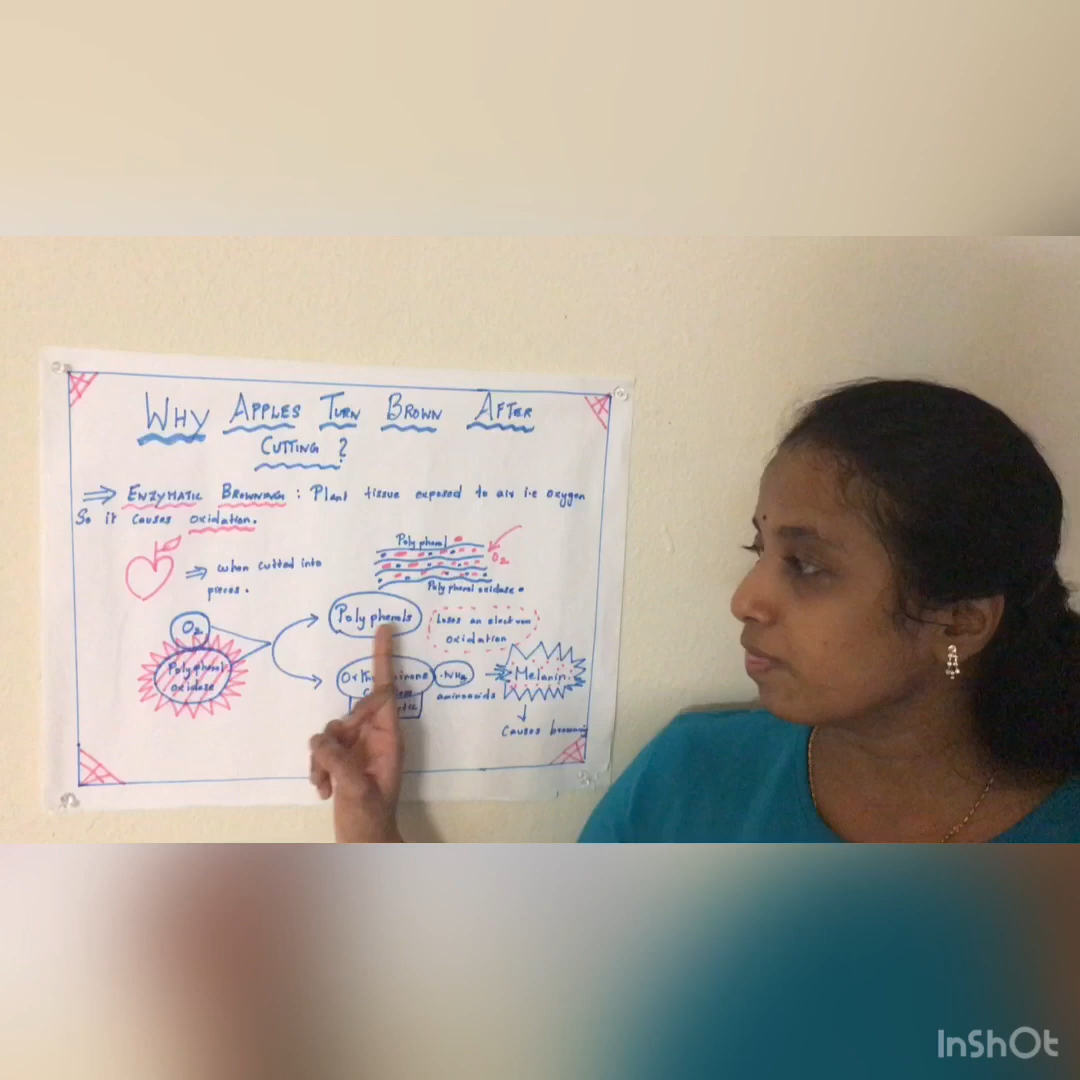 WHY APPLES TURN BROWN AFTER
CUTTING ?
⇒ ENZYMATIC BROWNING : Plant tissue exposed to air i.e oxygen
So it causes oxidation.
⇒ when cutted into
pieces.
Poly phenol
O2
Poly phenol oxidase
O2
Poly phenol
oxidase
Poly phenols
Loses an electron
oxidation
NH2
→ Melanin
aminoacids
↓
Causes browning
InShOt